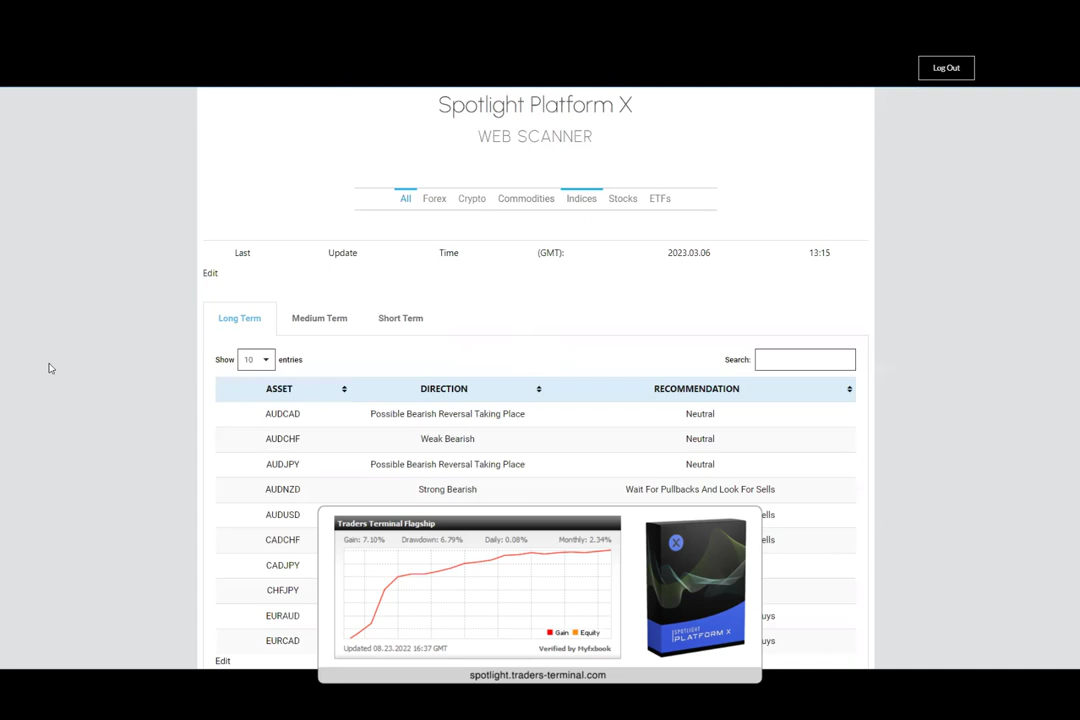 Log Out
Spotlight Platform X
WEB SCANNER
All Forex Crypto Commodities Indices Stocks ETFs
Last Update Time (GMT): 2023.03.06 13:15
Edit
Long Term Medium Term Short Term
Show 10 entries Search:
ASSET DIRECTION RECOMMENDATION
AUDCAD Possible Bearish Reversal Taking Place Neutral
AUDCHF Weak Bearish Neutral
AUDJPY Possible Bearish Reversal Taking Place Neutral
AUDNZD Strong Bearish Wait For Pullbacks And Look For Sells
AUDUSD
CADCHF
CADJPY
CHFJPY
EURAUD
EURCAD
Edit
Traders Terminal Flagship
Gain: 7.10% Drawdown: 6.79% Daily: 0.08% Monthly: 2.34%
Gain Equity
Updated 08.23.2022 16:37 GMT Verified by Myfxbook
X
SPOTLIGHT
PLATFORM X
spotlight.traders-terminal.com